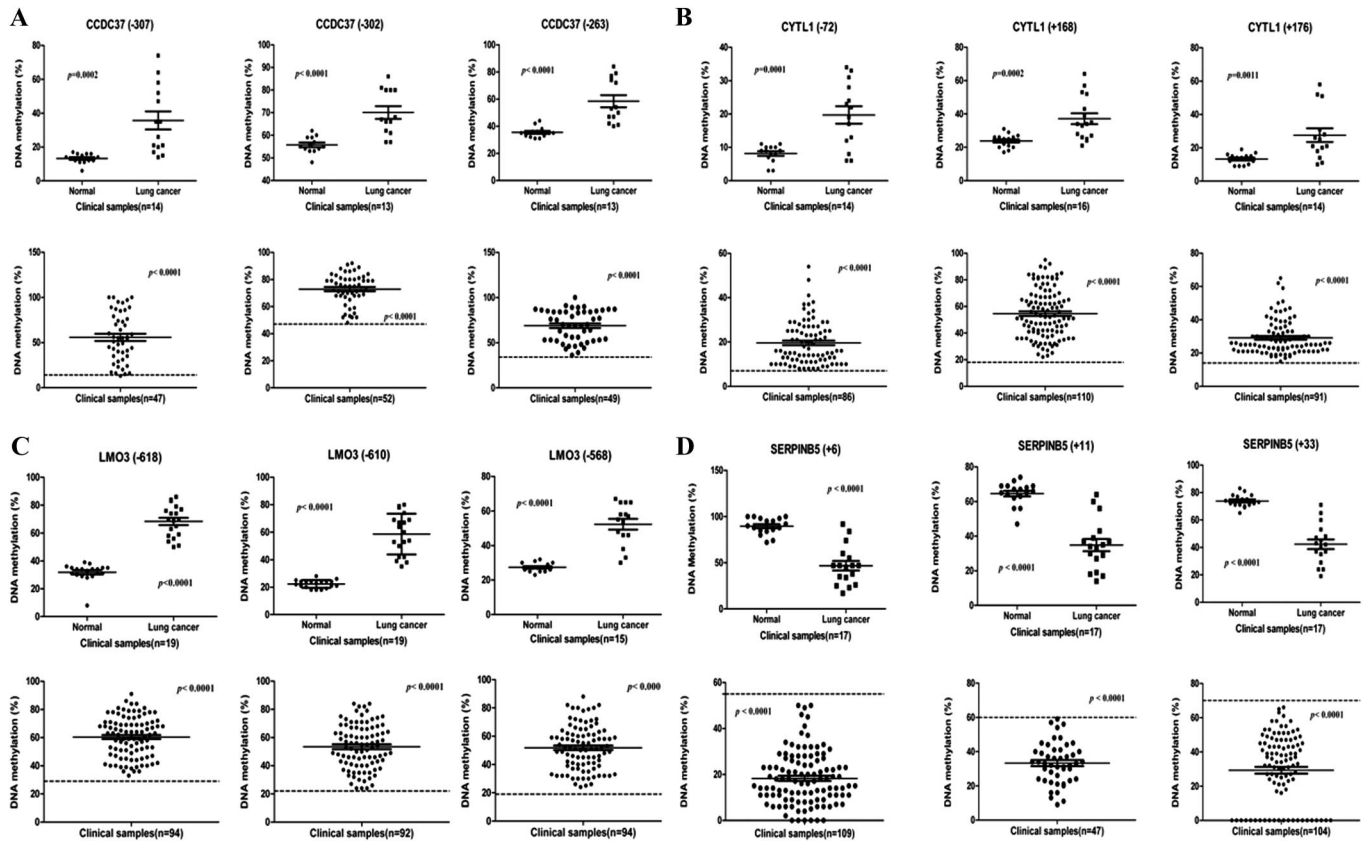 A
CCDC37 (-307)
DNA methylation (%)
80
60
40
20
0
p=0.0002
Normal
Lung cancer
Clinical samples(n=14)
CCDC37 (-302)
DNA methylation (%)
100
90
80
70
60
50
40
p< 0.0001
Normal
Lung cancer
Clinical samples(n=13)
CCDC37 (-263)
DNA methylation (%)
100
80
60
40
20
0
p< 0.0001
Normal
Lung cancer
Clinical samples(n=13)
DNA methylation (%)
150
100
50
0
p< 0.0001
Clinical samples(n=47)
DNA methylation (%)
100
80
60
40
20
0
p< 0.0001
Clinical samples(n=52)
DNA methylation (%)
150
100
50
0
p< 0.0001
Clinical samples(n=49)
B
CYTL1 (-72)
DNA methylation (%)
40
30
20
10
0
p=0.0001
Normal
Lung cancer
Clinical samples(n=14)
CYTL1 (+168)
DNA methylation (%)
80
60
40
20
0
p=0.0002
Normal
Lung cancer
Clinical samples(n=16)
CYTL1 (+176)
DNA methylation (%)
80
60
40
20
0
p=0.0011
Normal
Lung cancer
Clinical samples(n=14)
DNA methylation (%)
60
40
20
0
p< 0.0001
Clinical samples(n=86)
DNA methylation (%)
100
80
60
40
20
0
p< 0.0001
Clinical samples(n=110)
DNA methylation (%)
80
60
40
20
0
p< 0.0001
Clinical samples(n=91)
C
LMO3 (-618)
DNA methylation (%)
100
80
60
40
20
0
p<0.0001
Normal
Lung cancer
Clinical samples(n=19)
LMO3 (-610)
DNA methylation (%)
100
80
60
40
20
0
p< 0.0001
Normal
Lung cancer
Clinical samples(n=19)
LMO3 (-568)
DNA methylation (%)
80
60
40
20
0
p< 0.0001
Normal
Lung cancer
Clinical samples(n=15)
DNA methylation (%)
100
80
60
40
20
0
p< 0.0001
Clinical samples(n=94)
DNA methylation (%)
100
80
60
40
20
0
p< 0.0001
Clinical samples(n=92)
DNA methylation (%)
100
80
60
40
20
0
p< 0.000
Clinical samples(n=94)
D
SERPINB5 (+6)
DNA Methylation (%)
150
100
50
0
p< 0.0001
Normal
Lung cancer
Clinical samples(n=17)
SERPINB5 (+11)
DNA methylation (%)
80
60
40
20
0
p< 0.0001
Normal
Lung cancer
Clinical samples(n=17)
SERPINB5 (+33)
DNA methylation (%)
100
80
60
40
20
0
p< 0.0001
Normal
Lung cancer
Clinical samples(n=17)
DNA methylation (%)
60
40
20
0
p< 0.0001
Clinical samples(n=109)
DNA methylation (%)
80
60
40
20
0
p< 0.0001
Clinical samples(n=47)
DNA methylation (%)
80
60
40
20
0
p< 0.0001
Clinical samples(n=104)